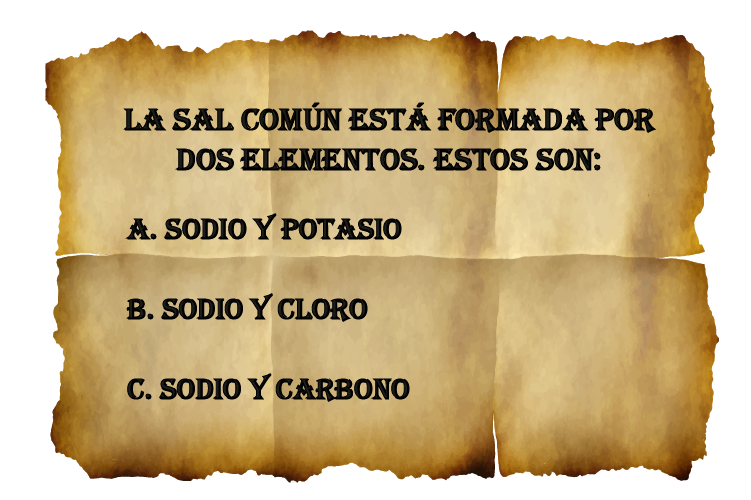 LA SAL COMÚN ESTÁ FORMADA POR
DOS ELEMENTOS. ESTOS SON:
A. SODIO Y POTASIO
B. SODIO Y CLORO
C. SODIO Y CARBONO